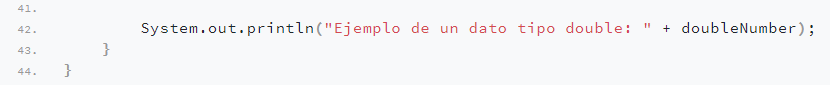 41.
42. System.out.println("Ejemplo de un dato tipo double: " + doubleNumber);
43. }
44. }